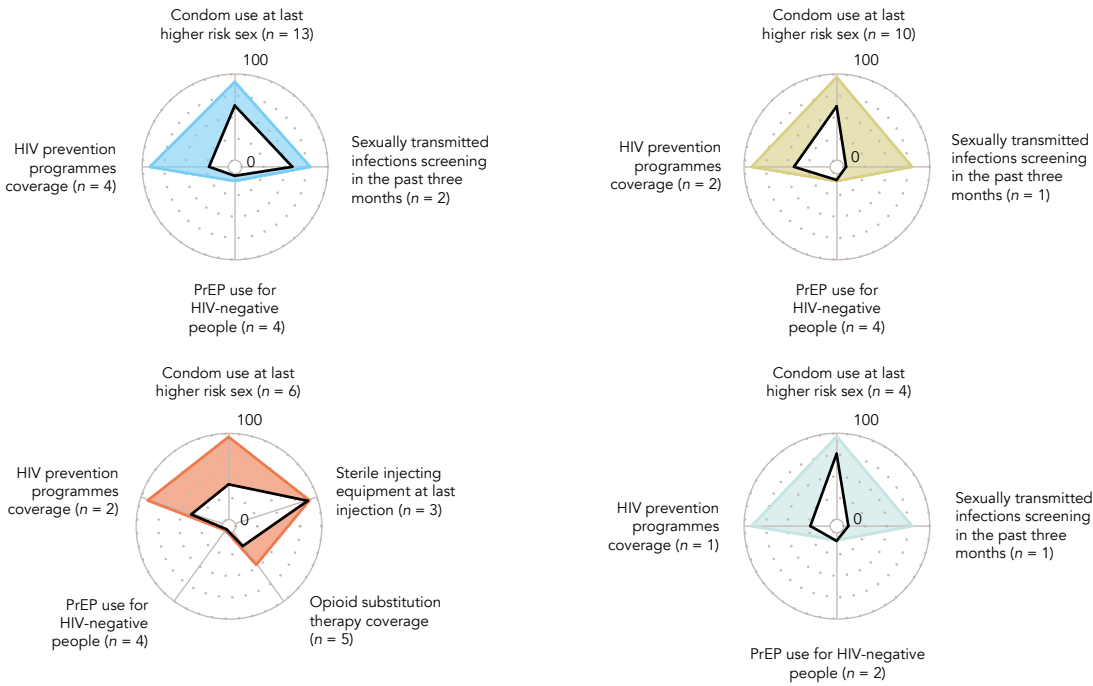 Condom use at last
higher risk sex (n = 13)
100
HIV prevention
programmes
coverage (n = 4)
0
Sexually transmitted
infections screening
in the past three
months (n = 2)
PrEP use for
HIV-negative
people (n = 4)
Condom use at last
higher risk sex (n = 10)
100
HIV prevention
programmes
coverage (n = 2)
0
Sexually transmitted
infections screening
in the past three
months (n = 1)
PrEP use for
HIV-negative
people (n = 4)
Condom use at last
higher risk sex (n = 6)
100
HIV prevention
programmes
coverage (n = 2)
0
Sterile injecting
equipment at last
injection (n = 3)
PrEP use for
HIV-negative
people (n = 4)
Opioid substitution
therapy coverage
(n = 5)
Condom use at last
higher risk sex (n = 4)
100
HIV prevention
programmes
coverage (n = 1)
0
Sexually transmitted
infections screening
in the past three
months (n = 1)
PrEP use for HIV-negative
people (n = 2)